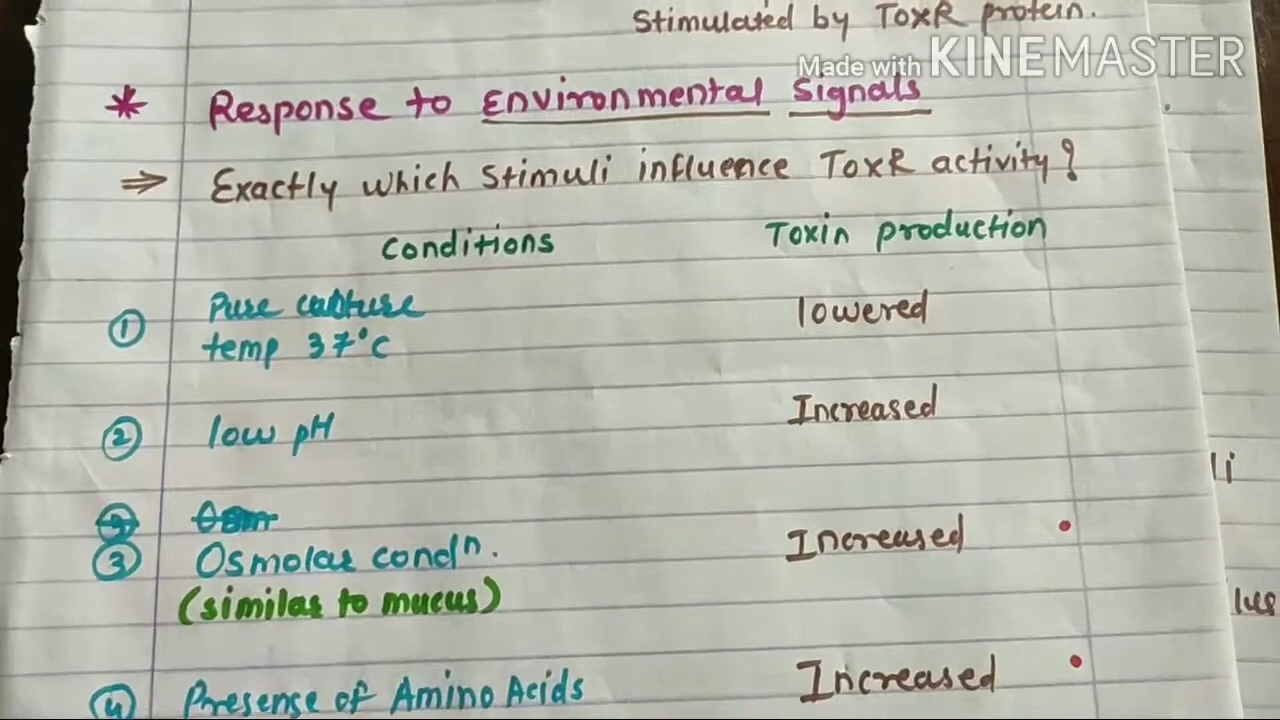 Stimulated by ToxR protein.
Made with KINEMASTER
* Response to Environmental Signals
⇒ Exactly which stimuli influence ToxR activity?
Conditions Toxin production
① Pure culture lowered
temp 37°C
② low pH Increased
③ Osmolar condn. Increased
(similar to mucus)
④ Presence of Amino Acids Increased
li
lus